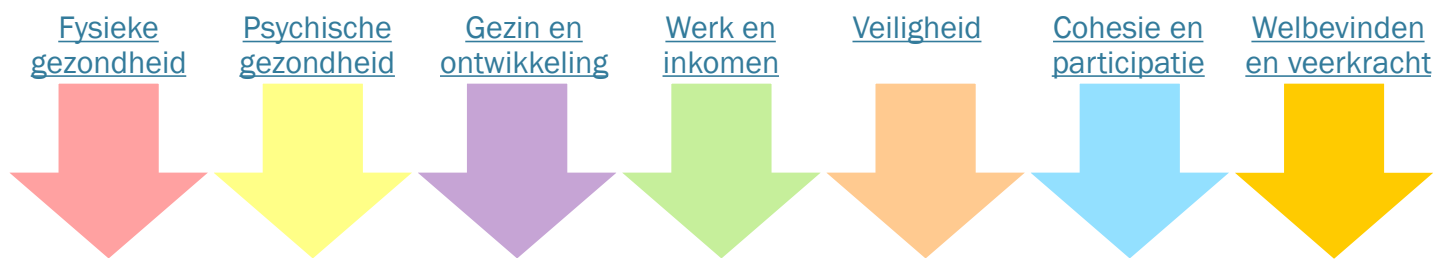 Fysieke
gezondheid
Psychische
gezondheid
Gezin en
ontwikkeling
Werk en
inkomen
Veiligheid
Cohesie en
participatie
Welbevinden
en veerkracht